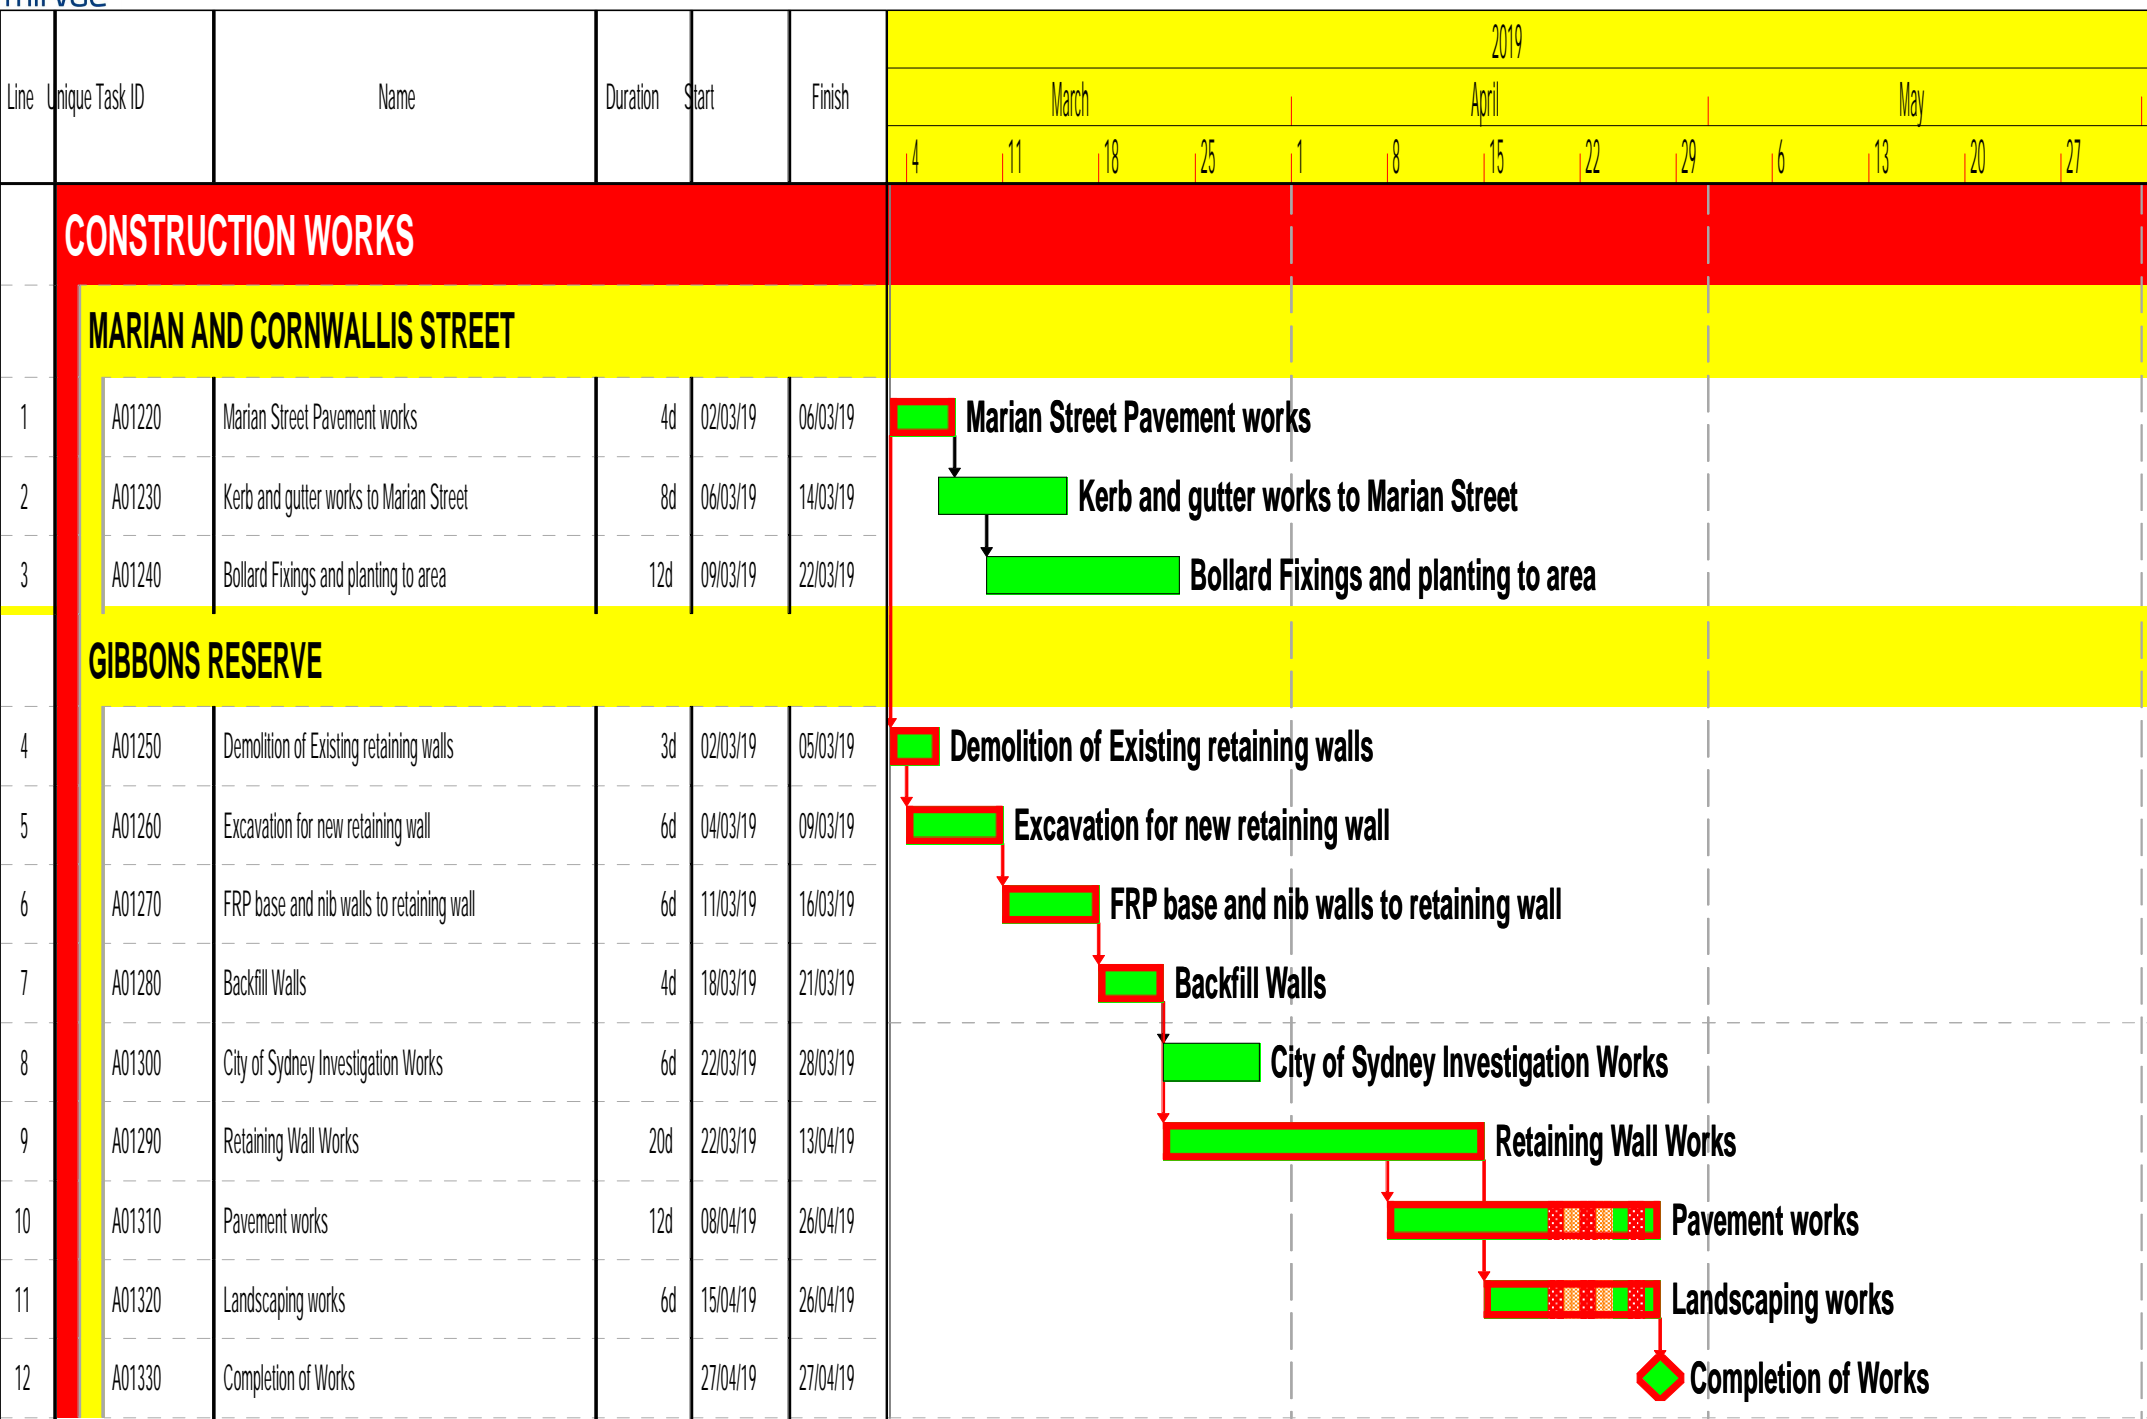 2019
Line Unique Task ID Name Duration Start Finish March April May
4 11 18 25 1 8 15 22 29 6 13 20 27
CONSTRUCTION WORKS
MARIAN AND CORNWALLIS STREET
1 A01220 Marian Street Pavement works 4d 02/03/19 06/03/19 Marian Street Pavement works
2 A01230 Kerb and gutter works to Marian Street 8d 06/03/19 14/03/19 Kerb and gutter works to Marian Street
3 A01240 Bollard Fixings and planting to area 12d 09/03/19 22/03/19 Bollard Fixings and planting to area
GIBBONS RESERVE
4 A01250 Demolition of Existing retaining walls 3d 02/03/19 05/03/19 Demolition of Existing retaining walls
5 A01260 Excavation for new retaining wall 6d 04/03/19 09/03/19 Excavation for new retaining wall
6 A01270 FRP base and nib walls to retaining wall 6d 11/03/19 16/03/19 FRP base and nib walls to retaining wall
7 A01280 Backfill Walls 4d 18/03/19 21/03/19 Backfill Walls
8 A01300 City of Sydney Investigation Works 6d 22/03/19 28/03/19 City of Sydney Investigation Works
9 A01290 Retaining Wall Works 20d 22/03/19 13/04/19 Retaining Wall Works
10 A01310 Pavement works 12d 08/04/19 26/04/19 Pavement works
11 A01320 Landscaping works 6d 15/04/19 26/04/19 Landscaping works
12 A01330 Completion of Works 27/04/19 27/04/19 Completion of Works